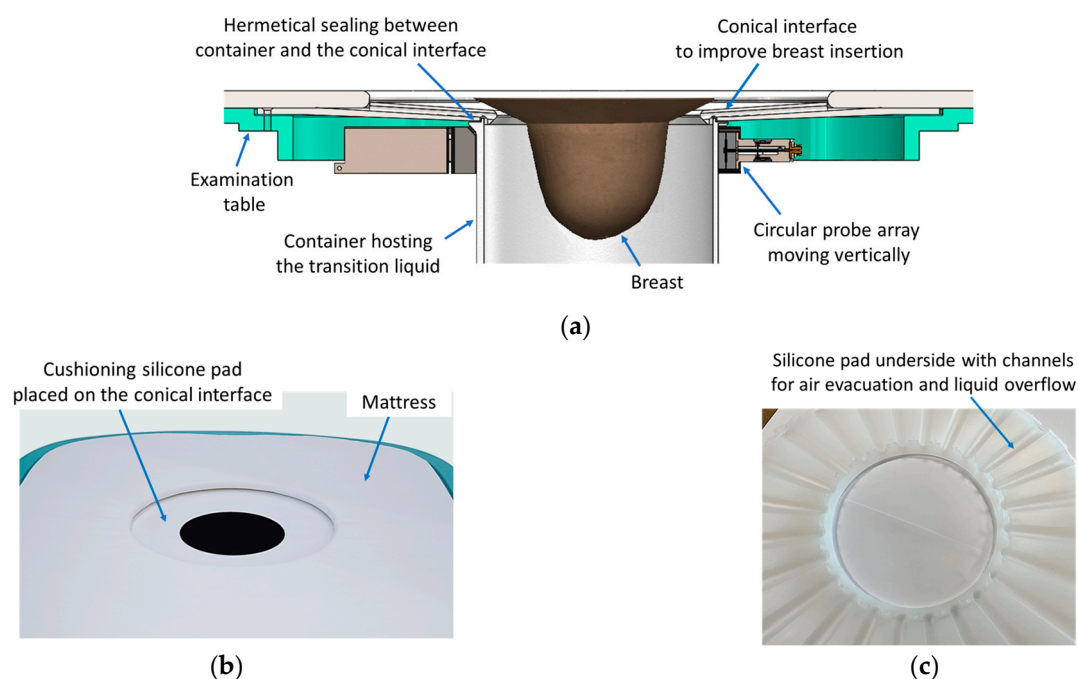 Hermetical sealing between
container and the conical interface
Conical interface
to improve breast insertion
Examination
table
Container hosting
the transition liquid
Breast
Circular probe array
moving vertically
(a)
Cushioning silicone pad
placed on the conical interface
Mattress
(b)
Silicone pad underside with channels
for air evacuation and liquid overflow
(c)